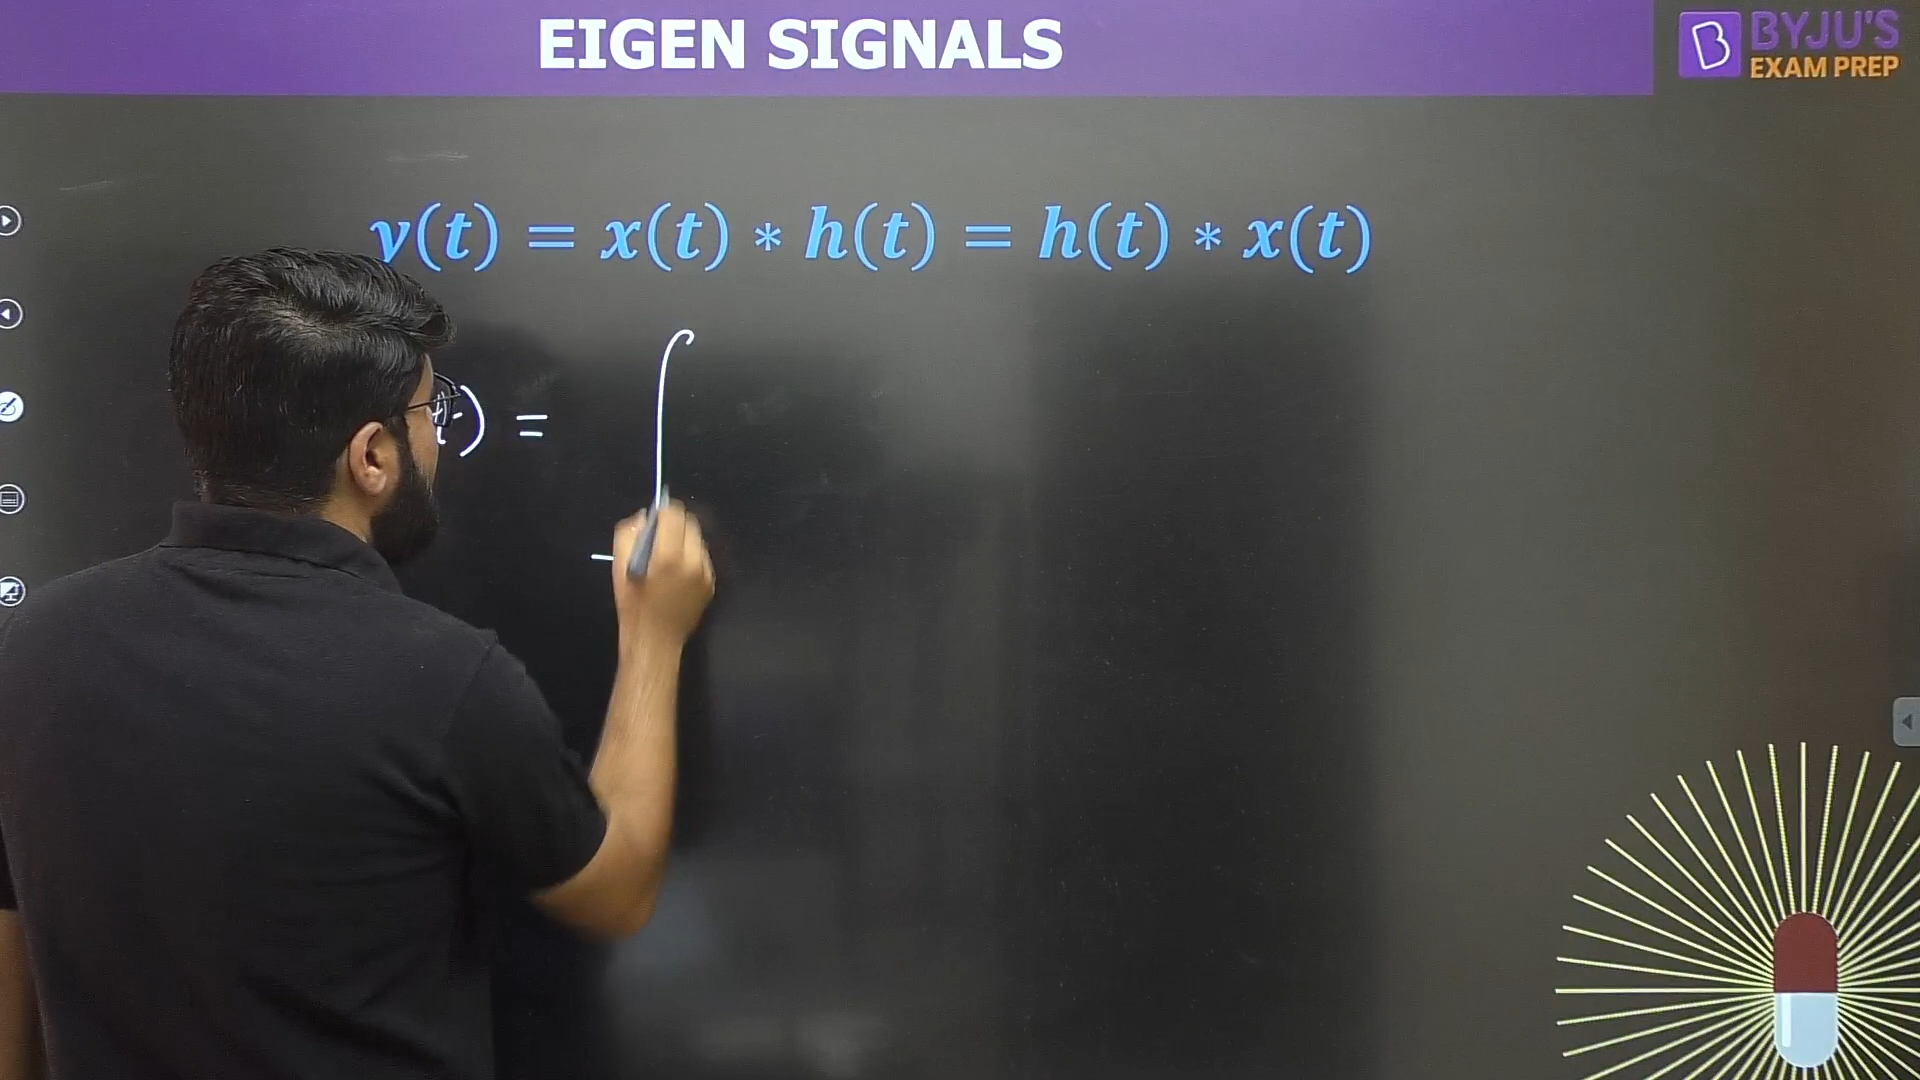 EIGEN SIGNALS
BYJU'S
EXAM PREP
y(t) = x(t) * h(t) = h(t) * x(t)
) = ∫